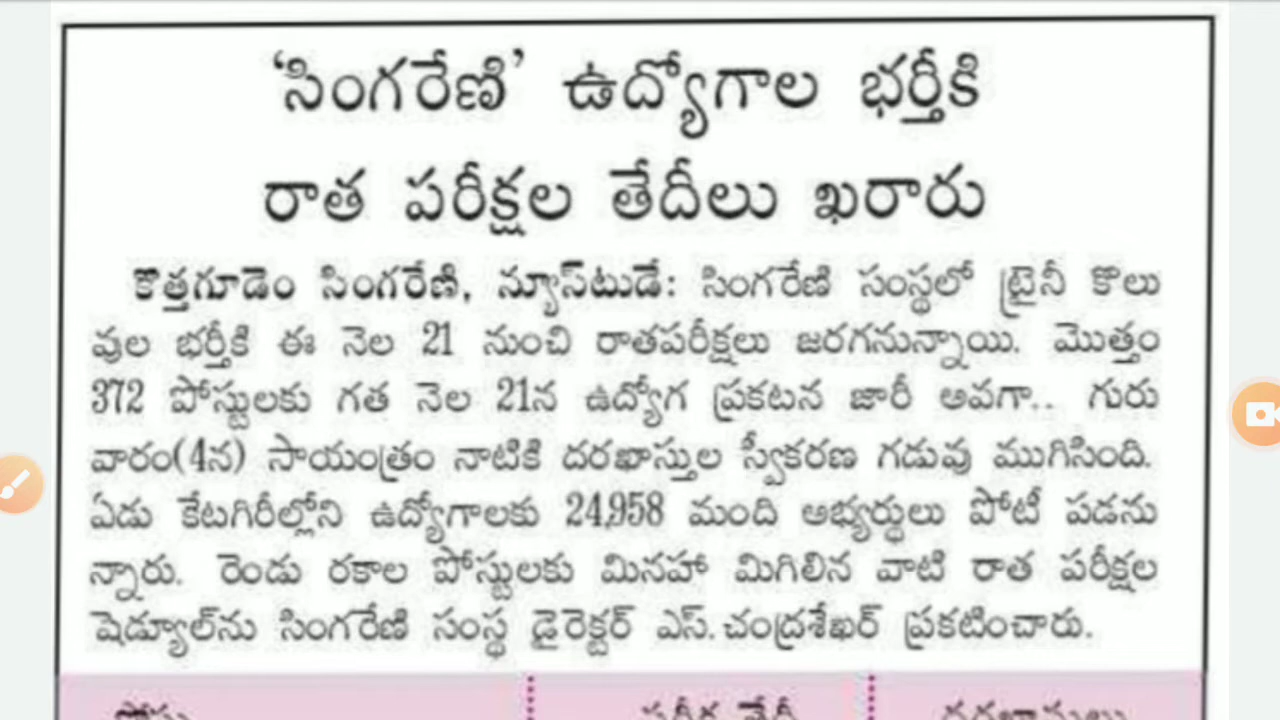 ‘సింగరేణి’ ఉద్యోగాల భర్తీకి
రాత పరీక్షల తేదీలు ఖరారు
కొత్తగూడెం సింగరేణి, న్యూస్‌టుడే: సింగరేణి సంస్థలో ట్రైనీ కొలు
వుల భర్తీకి ఈ నెల 21 నుంచి రాతపరీక్షలు జరగనున్నాయి. మొత్తం
372 పోస్టులకు గత నెల 21న ఉద్యోగ ప్రకటన జారీ అవగా.. గురు
వారం(4న) సాయంత్రం నాటికి దరఖాస్తుల స్వీకరణ గడువు ముగిసింది.
ఏడు కేటగిరీల్లోని ఉద్యోగాలకు 24,958 మంది అభ్యర్థులు పోటీ పడను
న్నారు. రెండు రకాల పోస్టులకు మినహా మిగిలిన వాటి రాత పరీక్షల
షెడ్యూల్‌ను సింగరేణి సంస్థ డైరెక్టర్ ఎస్.చంద్రశేఖర్ ప్రకటించారు.